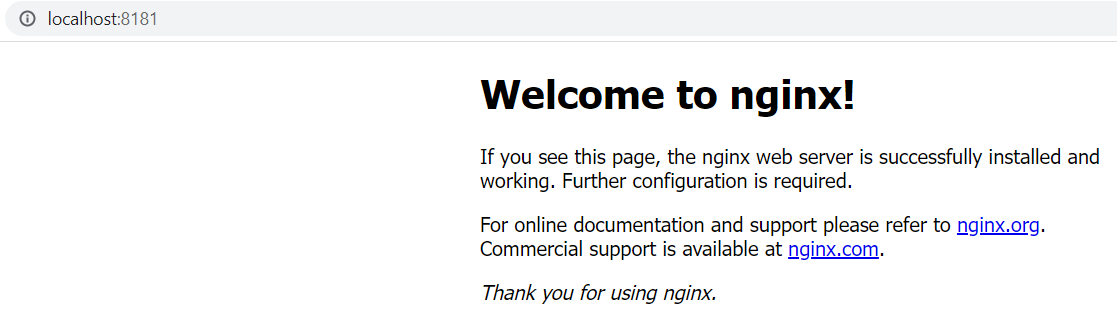 localhost:8181
Welcome to nginx!
If you see this page, the nginx web server is successfully installed and
working. Further configuration is required.
For online documentation and support please refer to nginx.org.
Commercial support is available at nginx.com.
Thank you for using nginx.